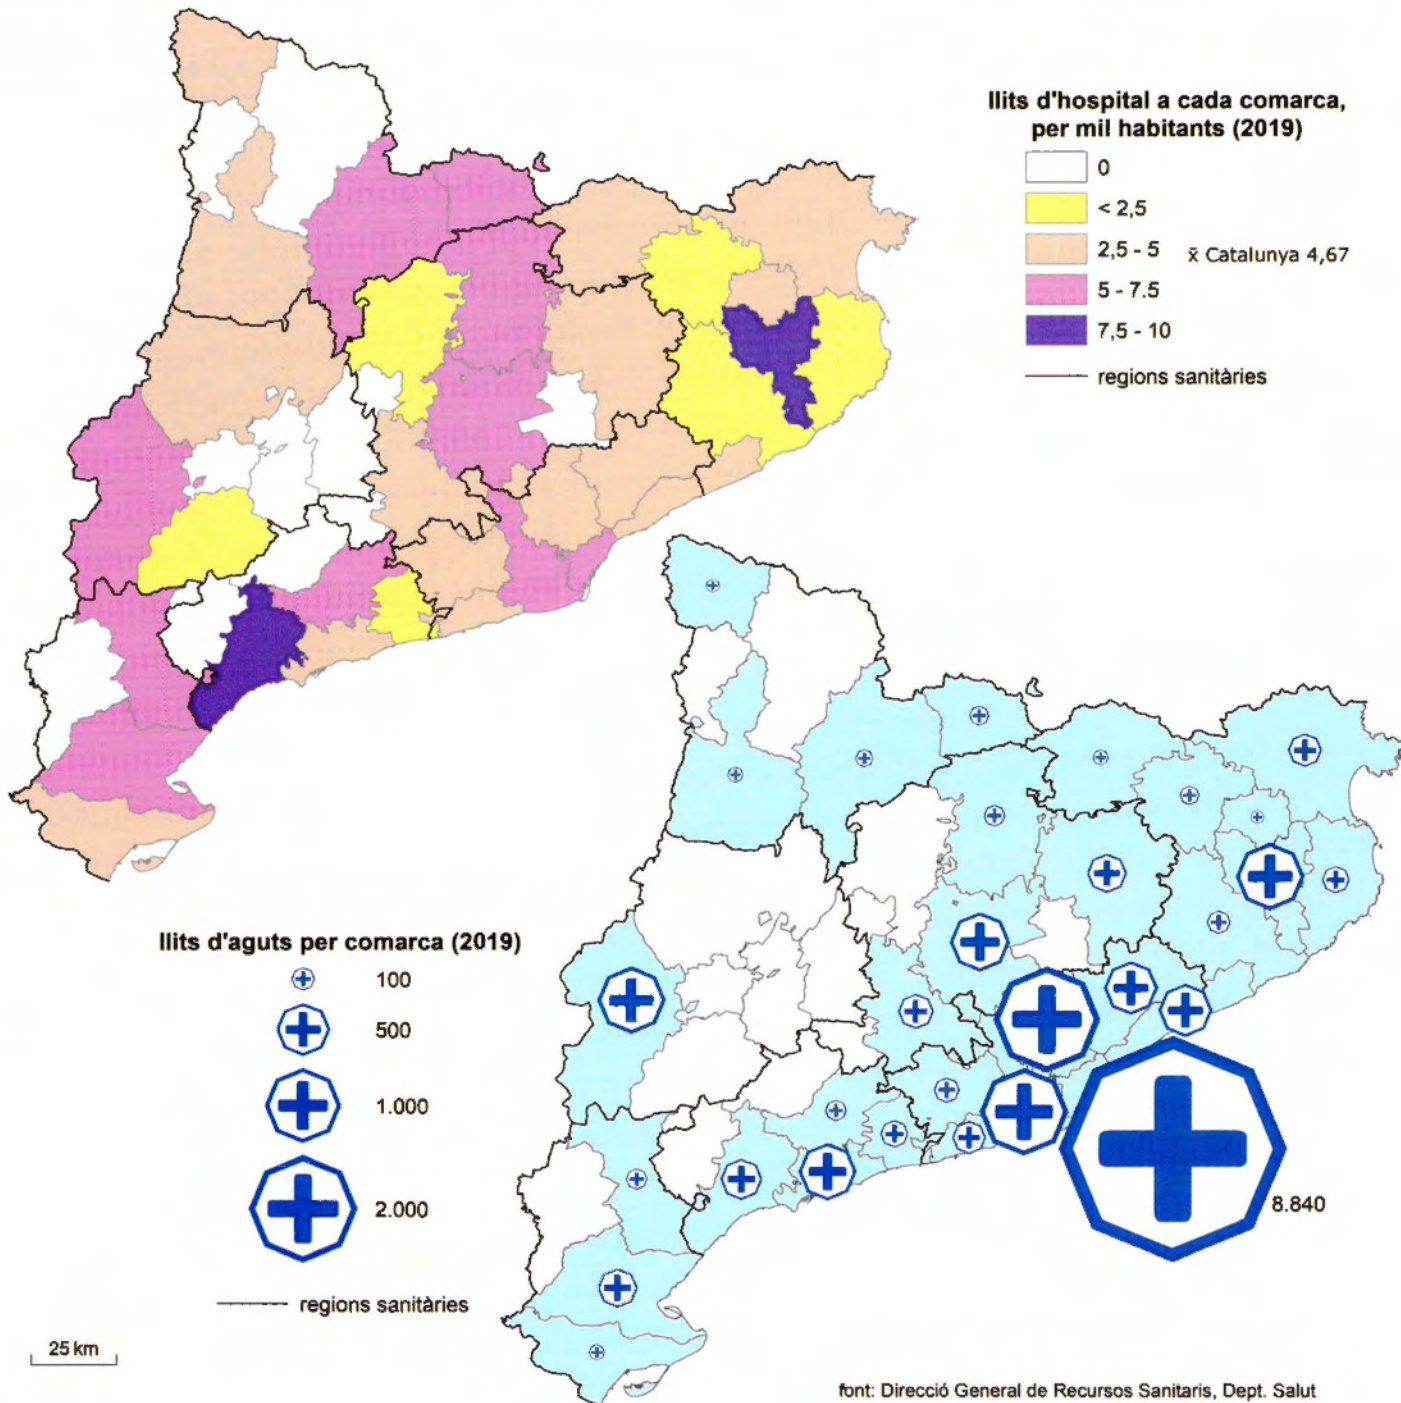 llits d'hospital a cada comarca,
per mil habitants (2019)
0
< 2,5
2,5 - 5
x̄ Catalunya 4,67
5 - 7.5
7,5 - 10
regions sanitàries
llits d'aguts per comarca (2019)
100
500
1.000
2.000
regions sanitàries
8.840
25 km
font: Direcció General de Recursos Sanitaris, Dept. Salut